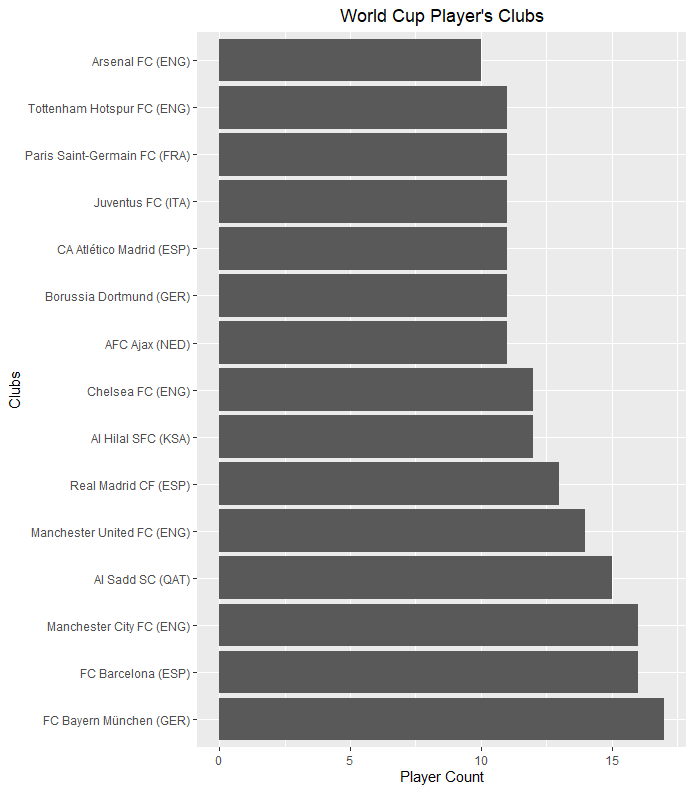 World Cup Player's Clubs
Arsenal FC (ENG)
Tottenham Hotspur FC (ENG)
Paris Saint-Germain FC (FRA)
Juventus FC (ITA)
CA Atlético Madrid (ESP)
Borussia Dortmund (GER)
AFC Ajax (NED)
Chelsea FC (ENG)
Al Hilal SFC (KSA)
Real Madrid CF (ESP)
Manchester United FC (ENG)
Al Sadd SC (QAT)
Manchester City FC (ENG)
FC Barcelona (ESP)
FC Bayern München (GER)
Clubs
0 5 10 15
Player Count